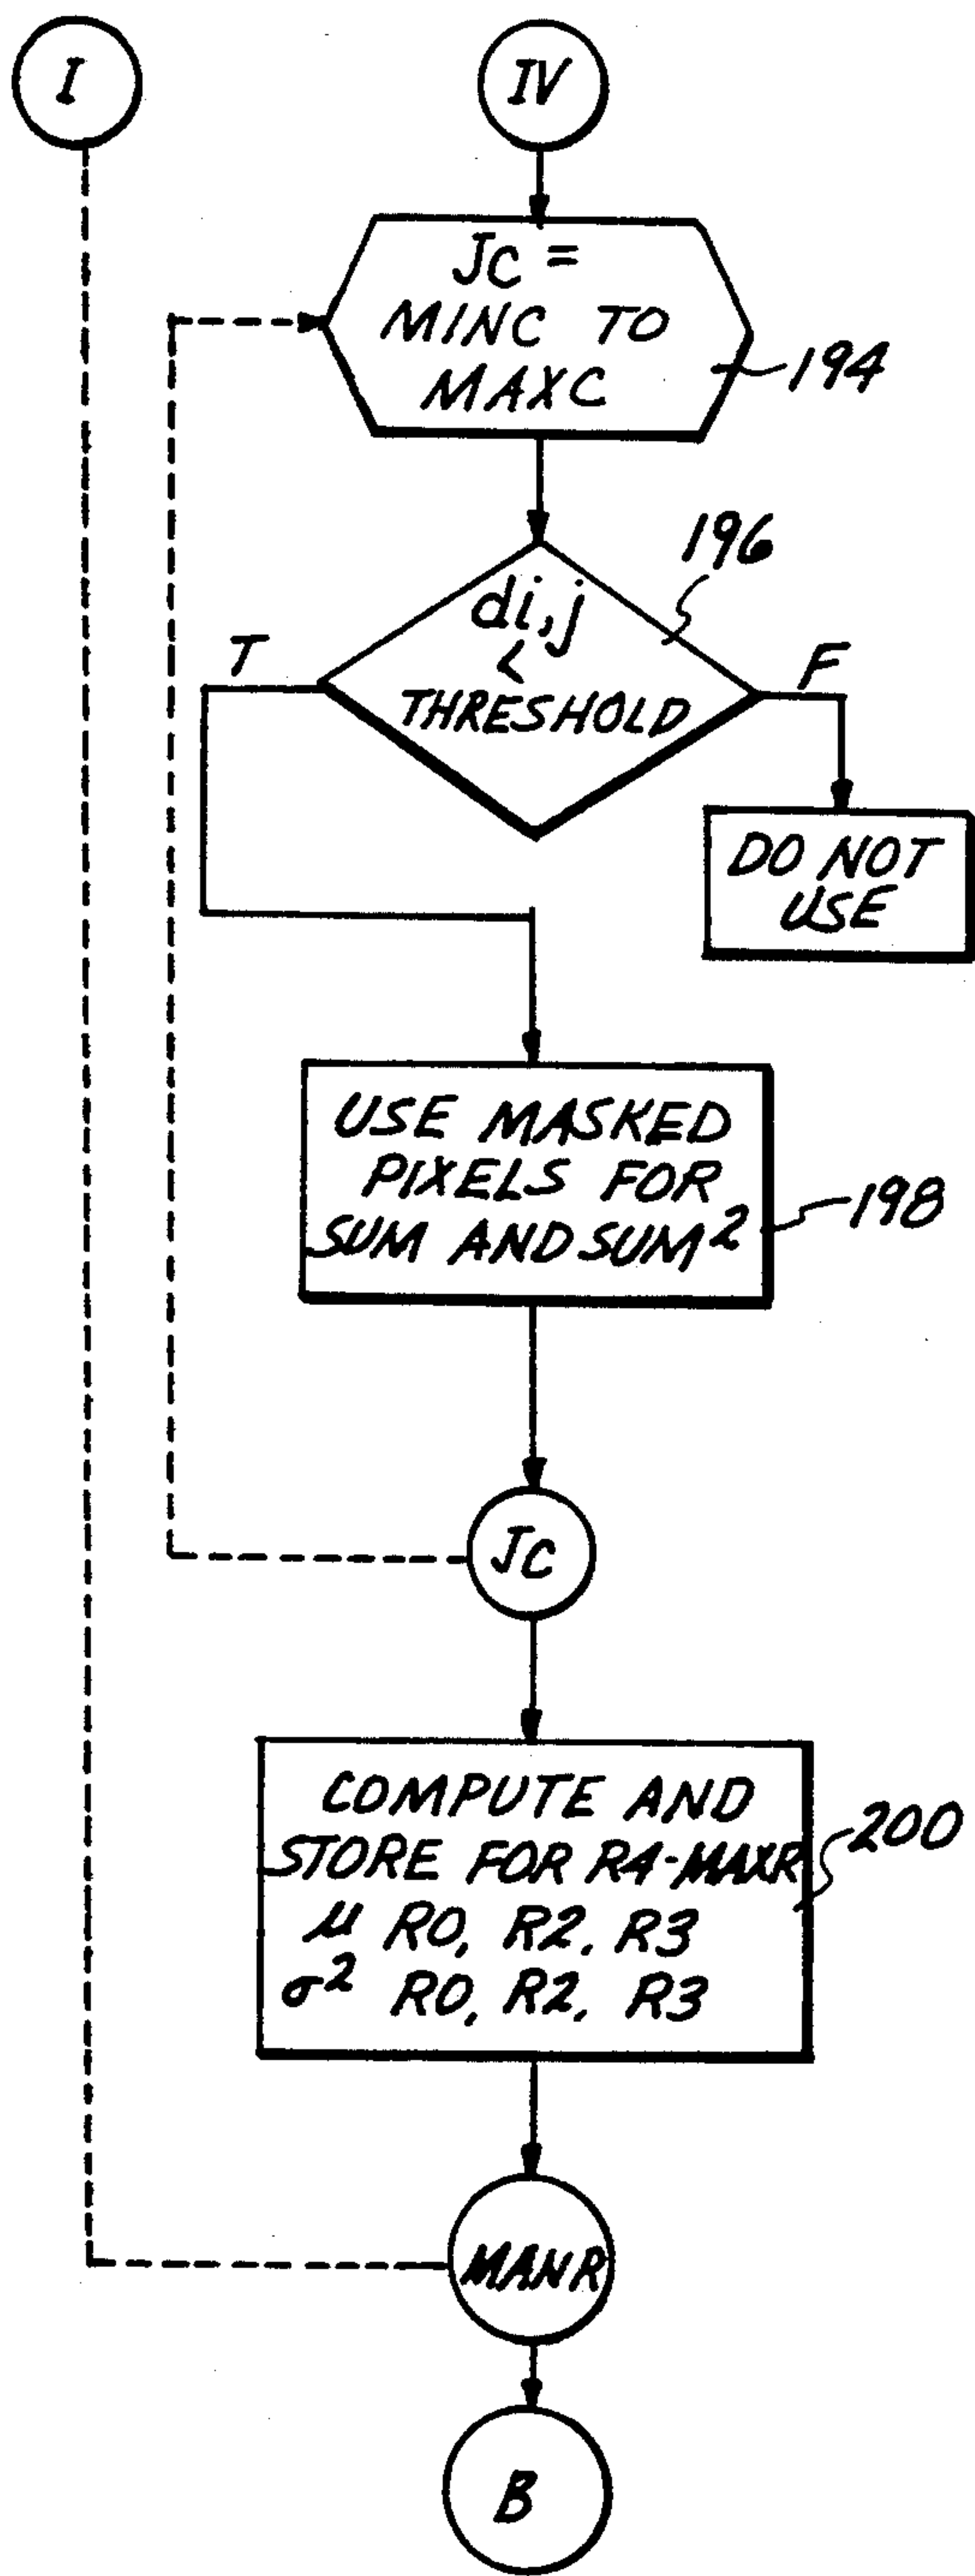 I
IV
JC =
MINC TO
MAXC
194
196
di,j
<
THRESHOLD
T
F
DO NOT
USE
USE MASKED
PIXELS FOR
SUM AND SUM²
198
JC
COMPUTE AND
STORE FOR R4-MAXR
μ R0, R2, R3
σ² R0, R2, R3
200
MANR
B